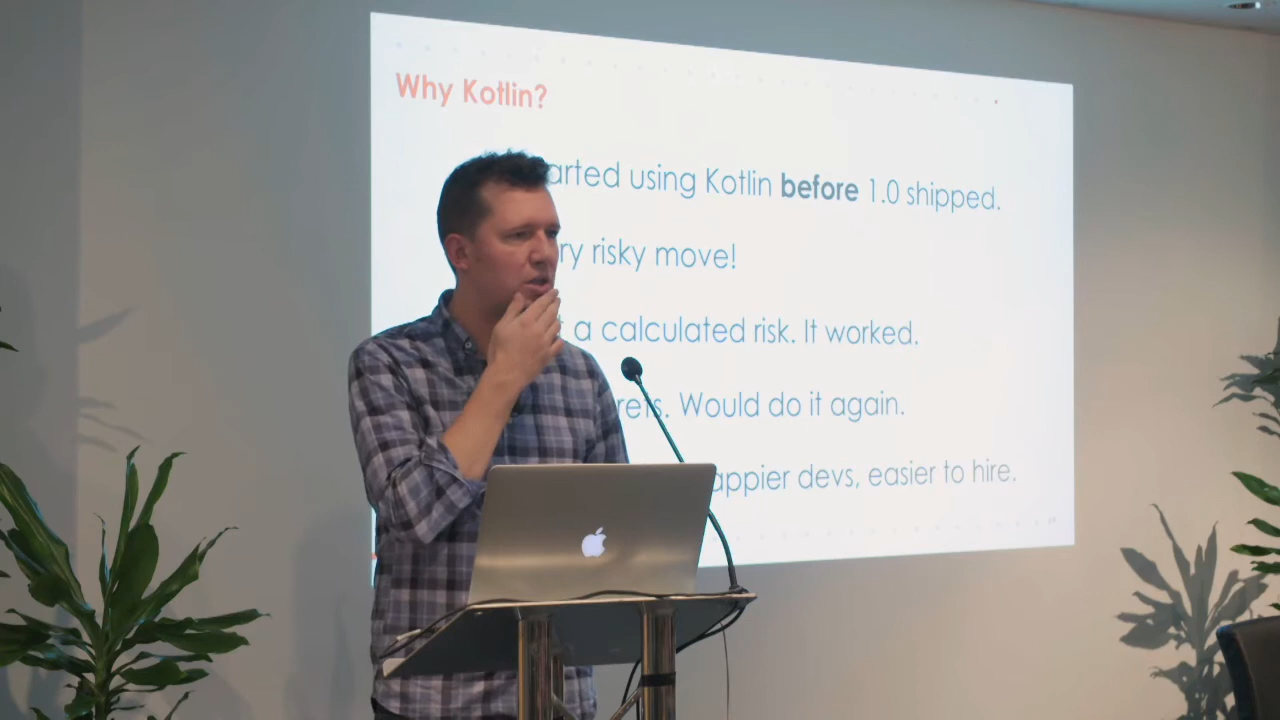 Why Kotlin?
arted using Kotlin before 1.0 shipped.
ry risky move!
a calculated risk. It worked.
rets. Would do it again.
appier devs, easier to hire.